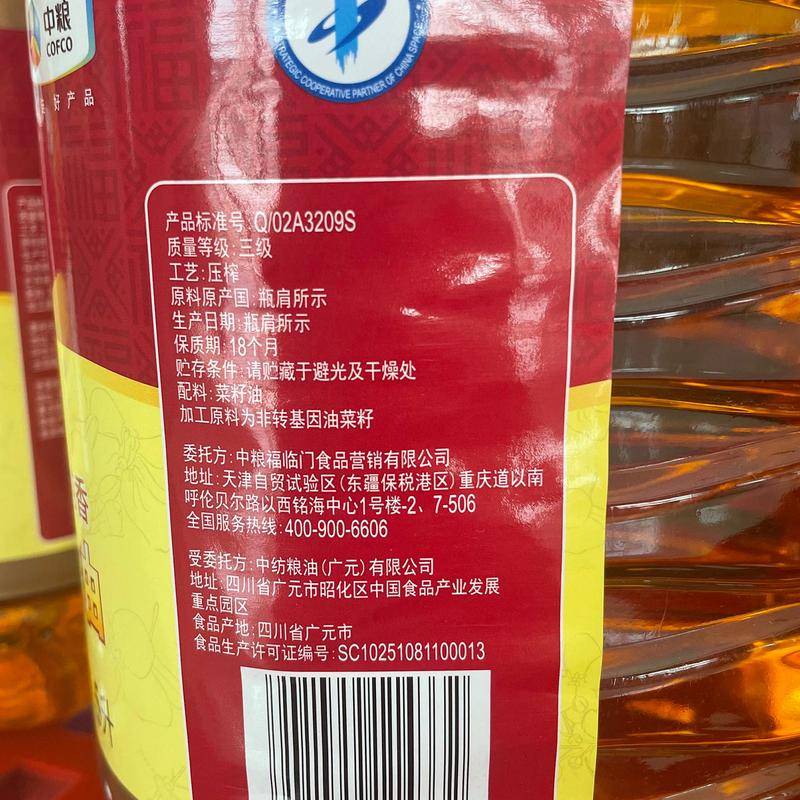 中粮
COFCO
好产品
STRATEGIC COOPERATIVE PARTNER OF CHINA SPACE
产品标准号:Q/02A3209S
质量等级:三级
工艺:压榨
原料原产国:瓶肩所示
生产日期:瓶肩所示
保质期:18个月
贮存条件:请贮藏于避光及干燥处
配料:菜籽油
加工原料为非转基因油菜籽
委托方:中粮福临门食品营销有限公司
地址:天津自贸试验区(东疆保税港区)重庆道以南
呼伦贝尔路以西铭海中心1号楼-2、7-506
全国服务热线:400-900-6606
受委托方:中纺粮油(广元)有限公司
地址:四川省广元市昭化区中国食品产业发展
重点园区
食品产地:四川省广元市
食品生产许可证编号:SC10251081100013
香
油
升